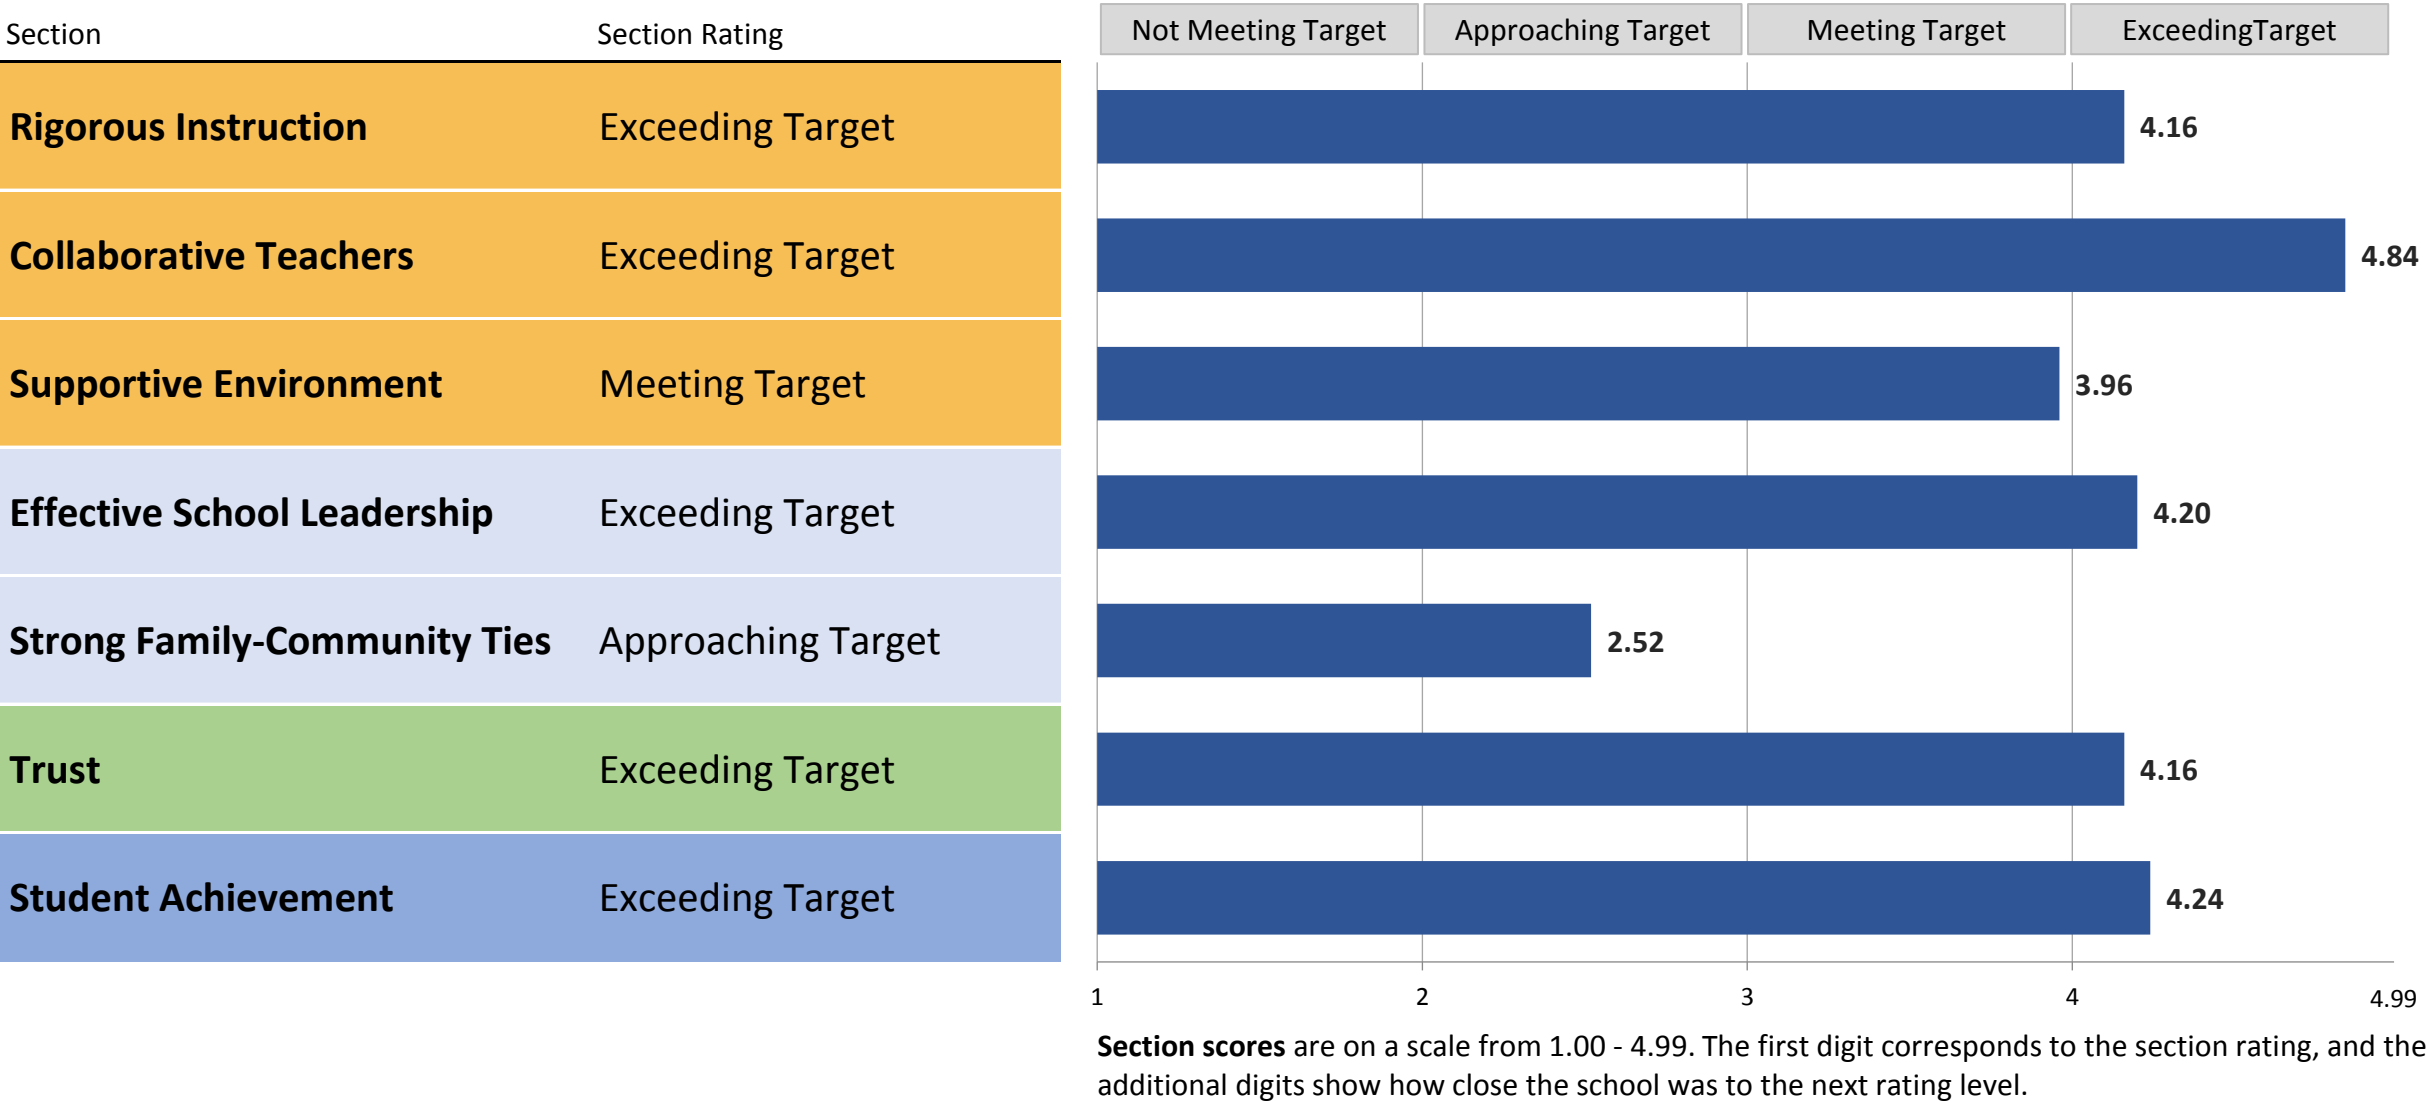 Section Section Rating Not Meeting Target Approaching Target Meeting Target ExceedingTarget
Rigorous Instruction Exceeding Target 4.16
Collaborative Teachers Exceeding Target 4.84
Supportive Environment Meeting Target 3.96
Effective School Leadership Exceeding Target 4.20
Strong Family-Community Ties Approaching Target 2.52
Trust Exceeding Target 4.16
Student Achievement Exceeding Target 4.24
1 2 3 4 4.99
Section scores are on a scale from 1.00 - 4.99. The first digit corresponds to the section rating, and the
additional digits show how close the school was to the next rating level.